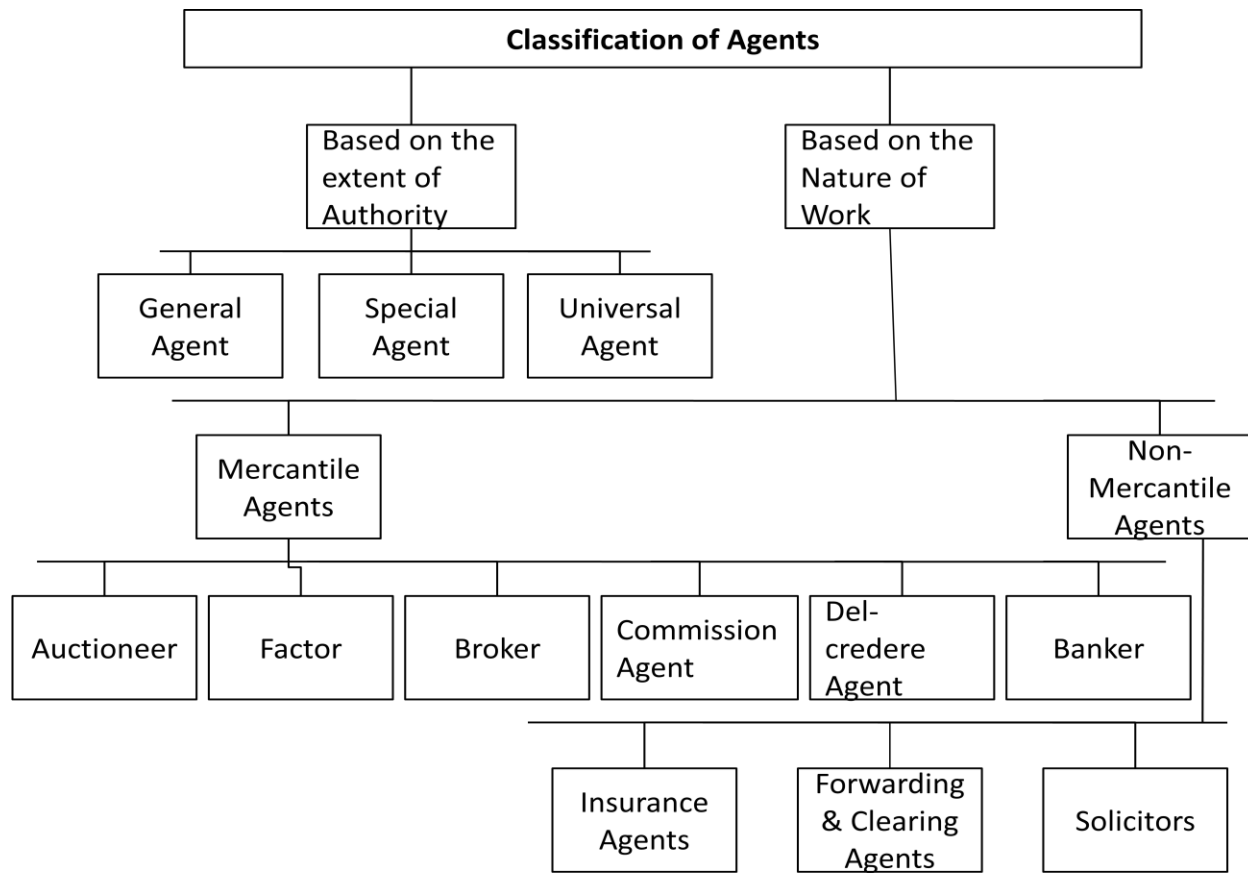 Classification of Agents
Based on the
extent of
Authority
Based on the
Nature of
Work
General
Agent
Special
Agent
Universal
Agent
Mercantile
Agents
Non-
Mercantile
Agents
Auctioneer
Factor
Broker
Commission
Agent
Del-
credere
Agent
Banker
Insurance
Agents
Forwarding
& Clearing
Agents
Solicitors